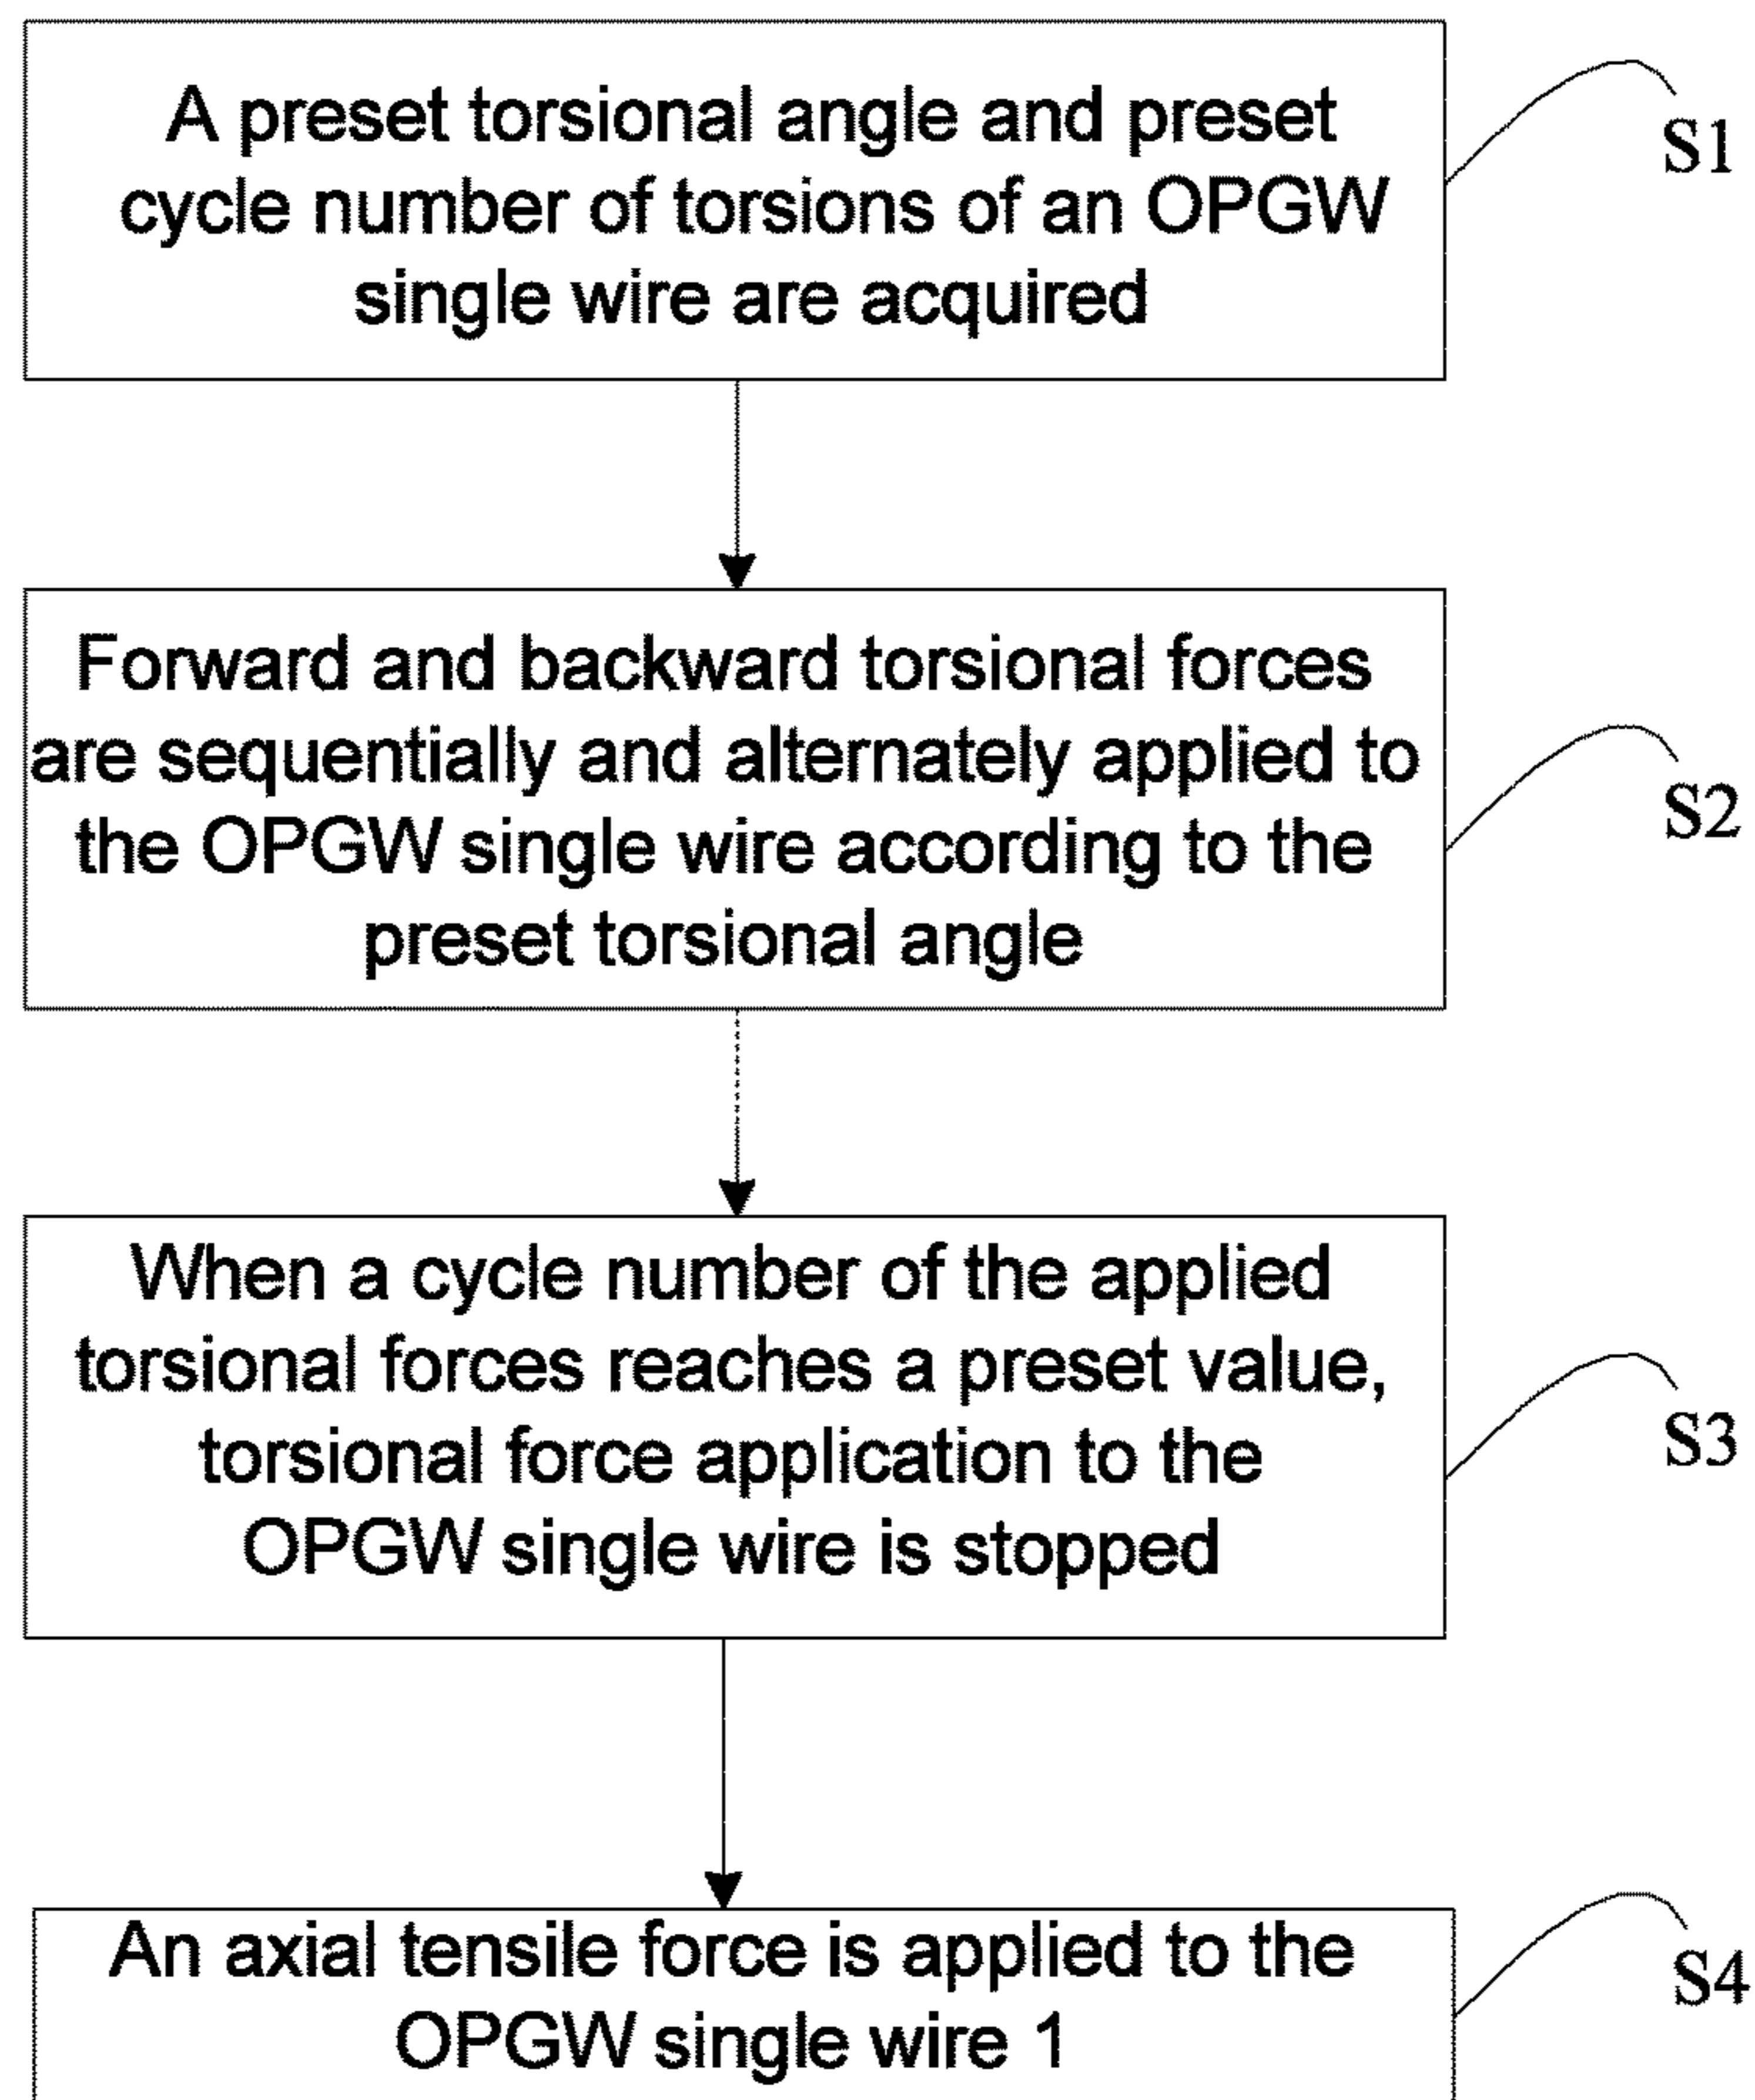 A preset torsional angle and preset
cycle number of torsions of an OPGW
single wire are acquired
S1
Forward and backward torsional forces
are sequentially and alternately applied to
the OPGW single wire according to the
preset torsional angle
S2
When a cycle number of the applied
torsional forces reaches a preset value,
torsional force application to the
OPGW single wire is stopped
S3
An axial tensile force is applied to the
OPGW single wire 1
S4